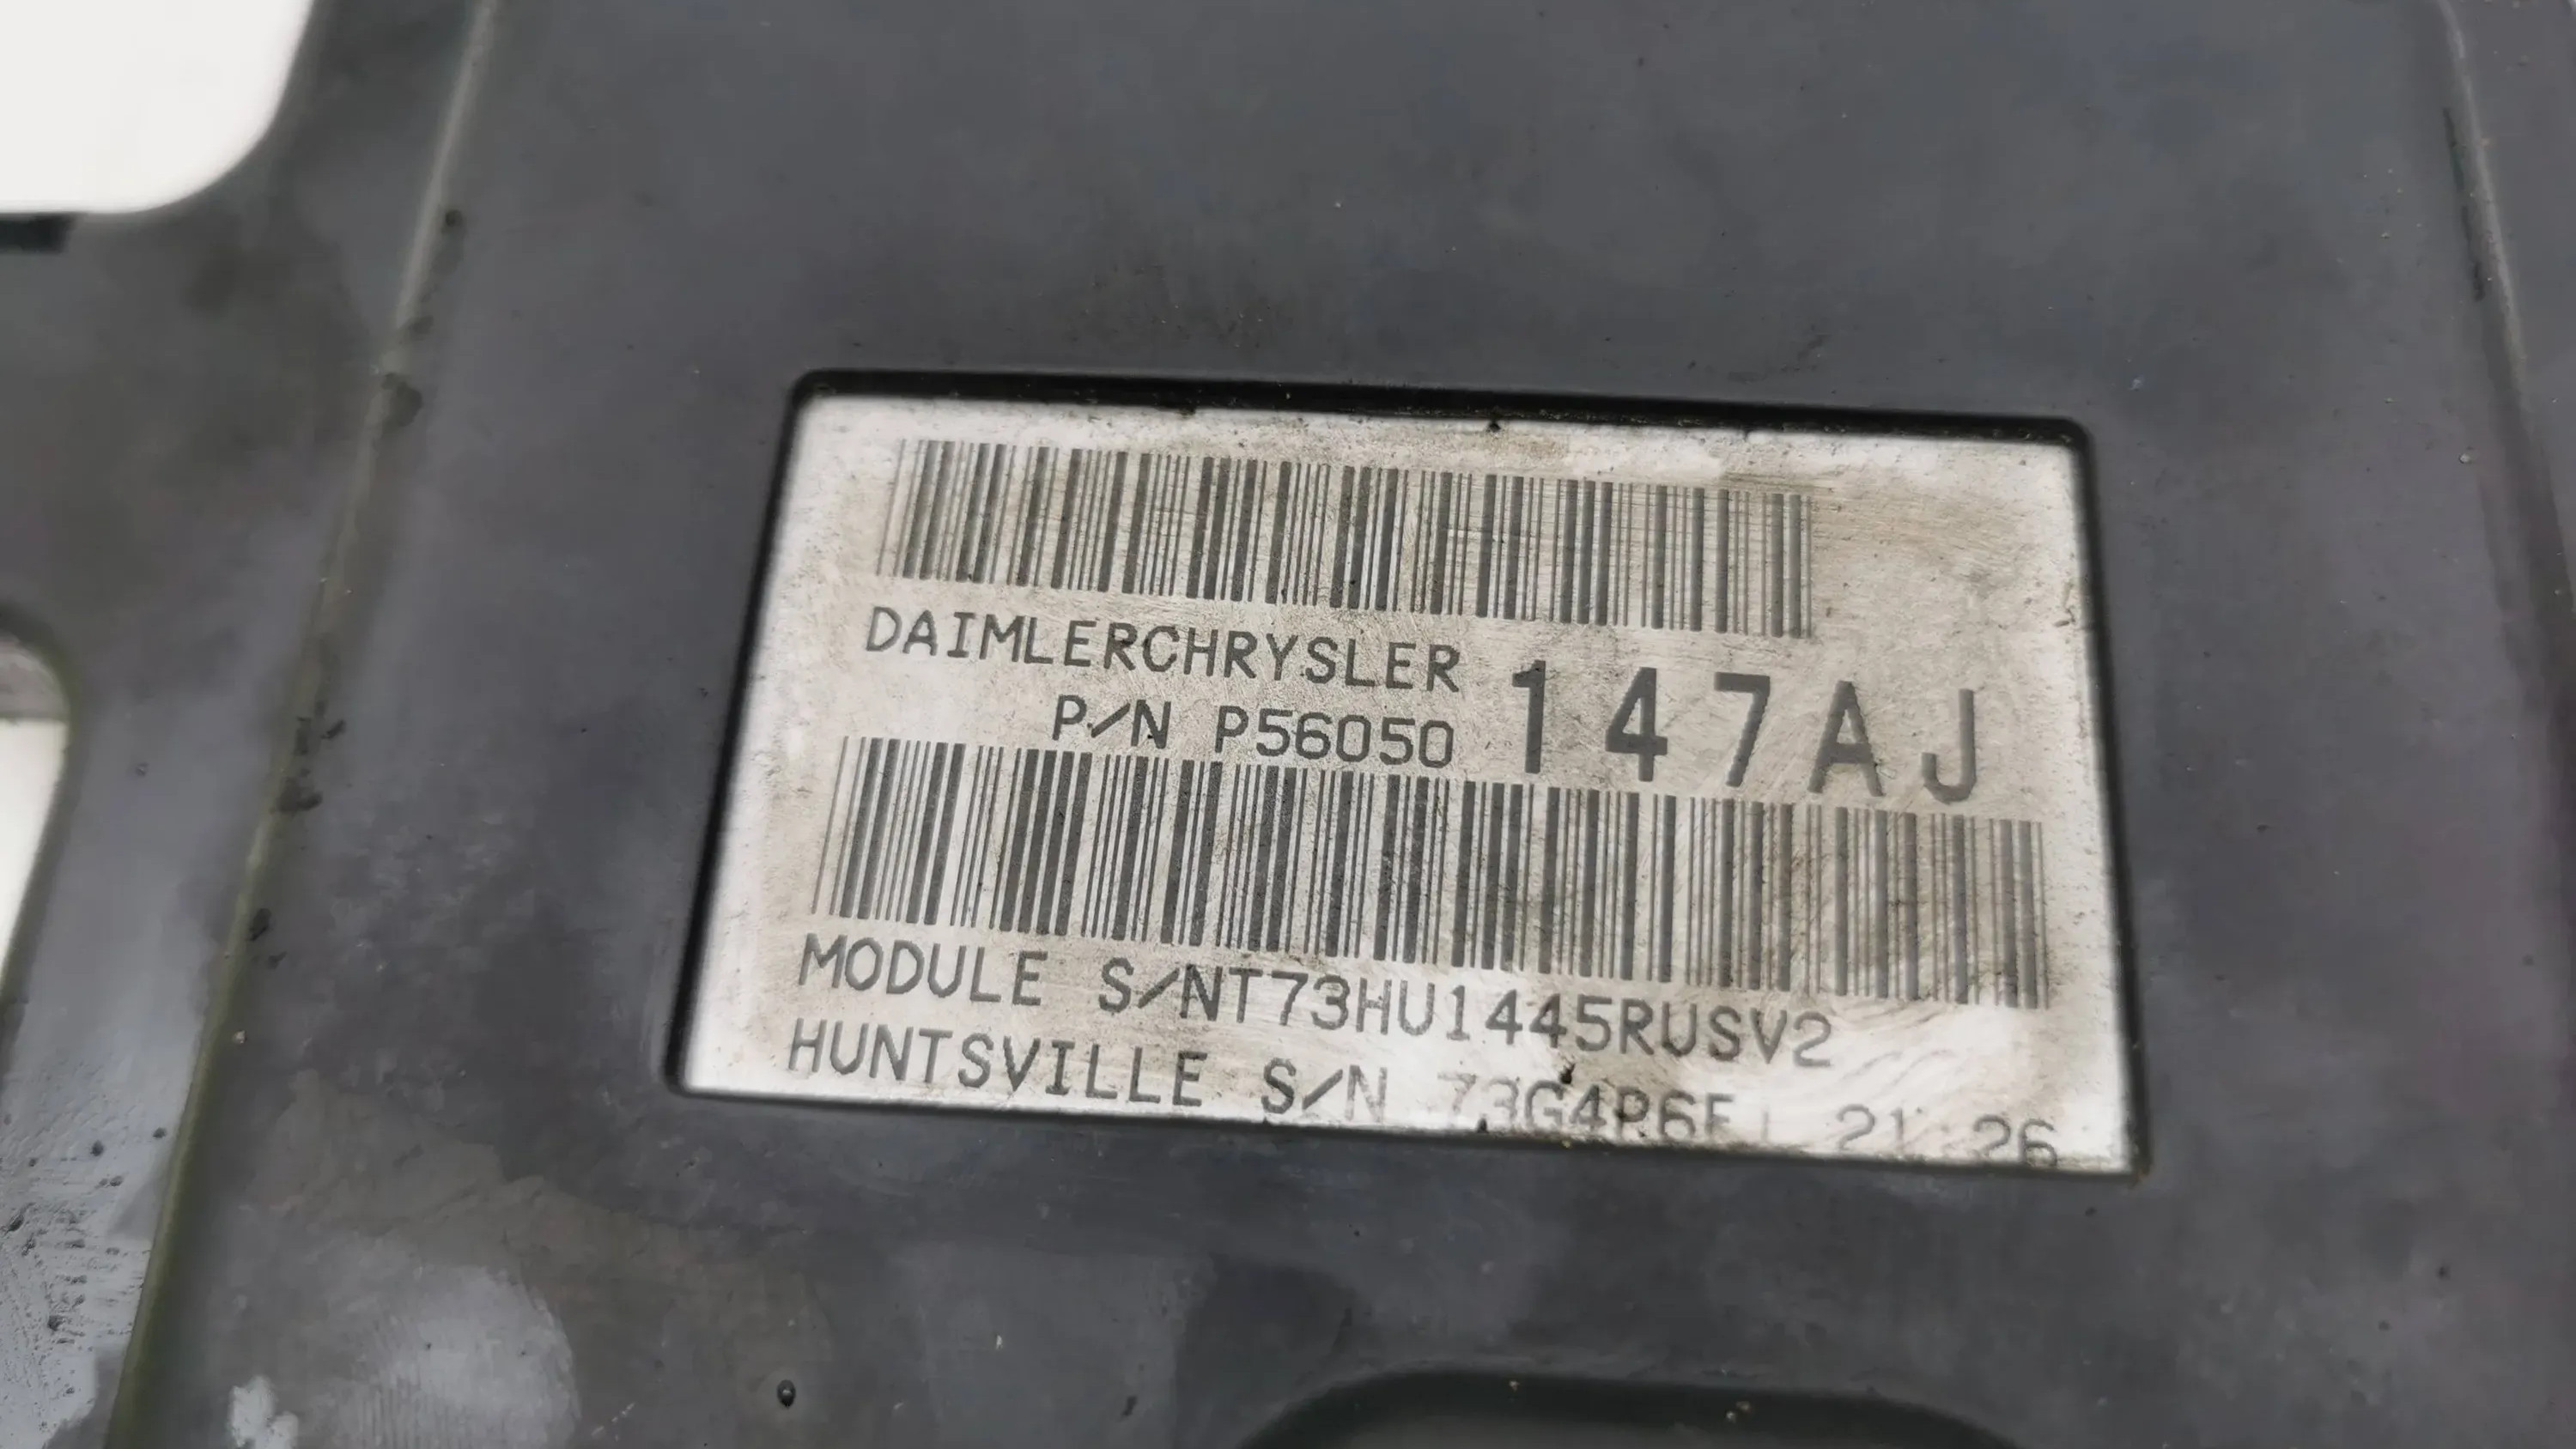 DAIMLERCHRYSLER
P/N P56050 147AJ
MODULE S/NT73HU1445RUSV2
HUNTSVILLE S/N